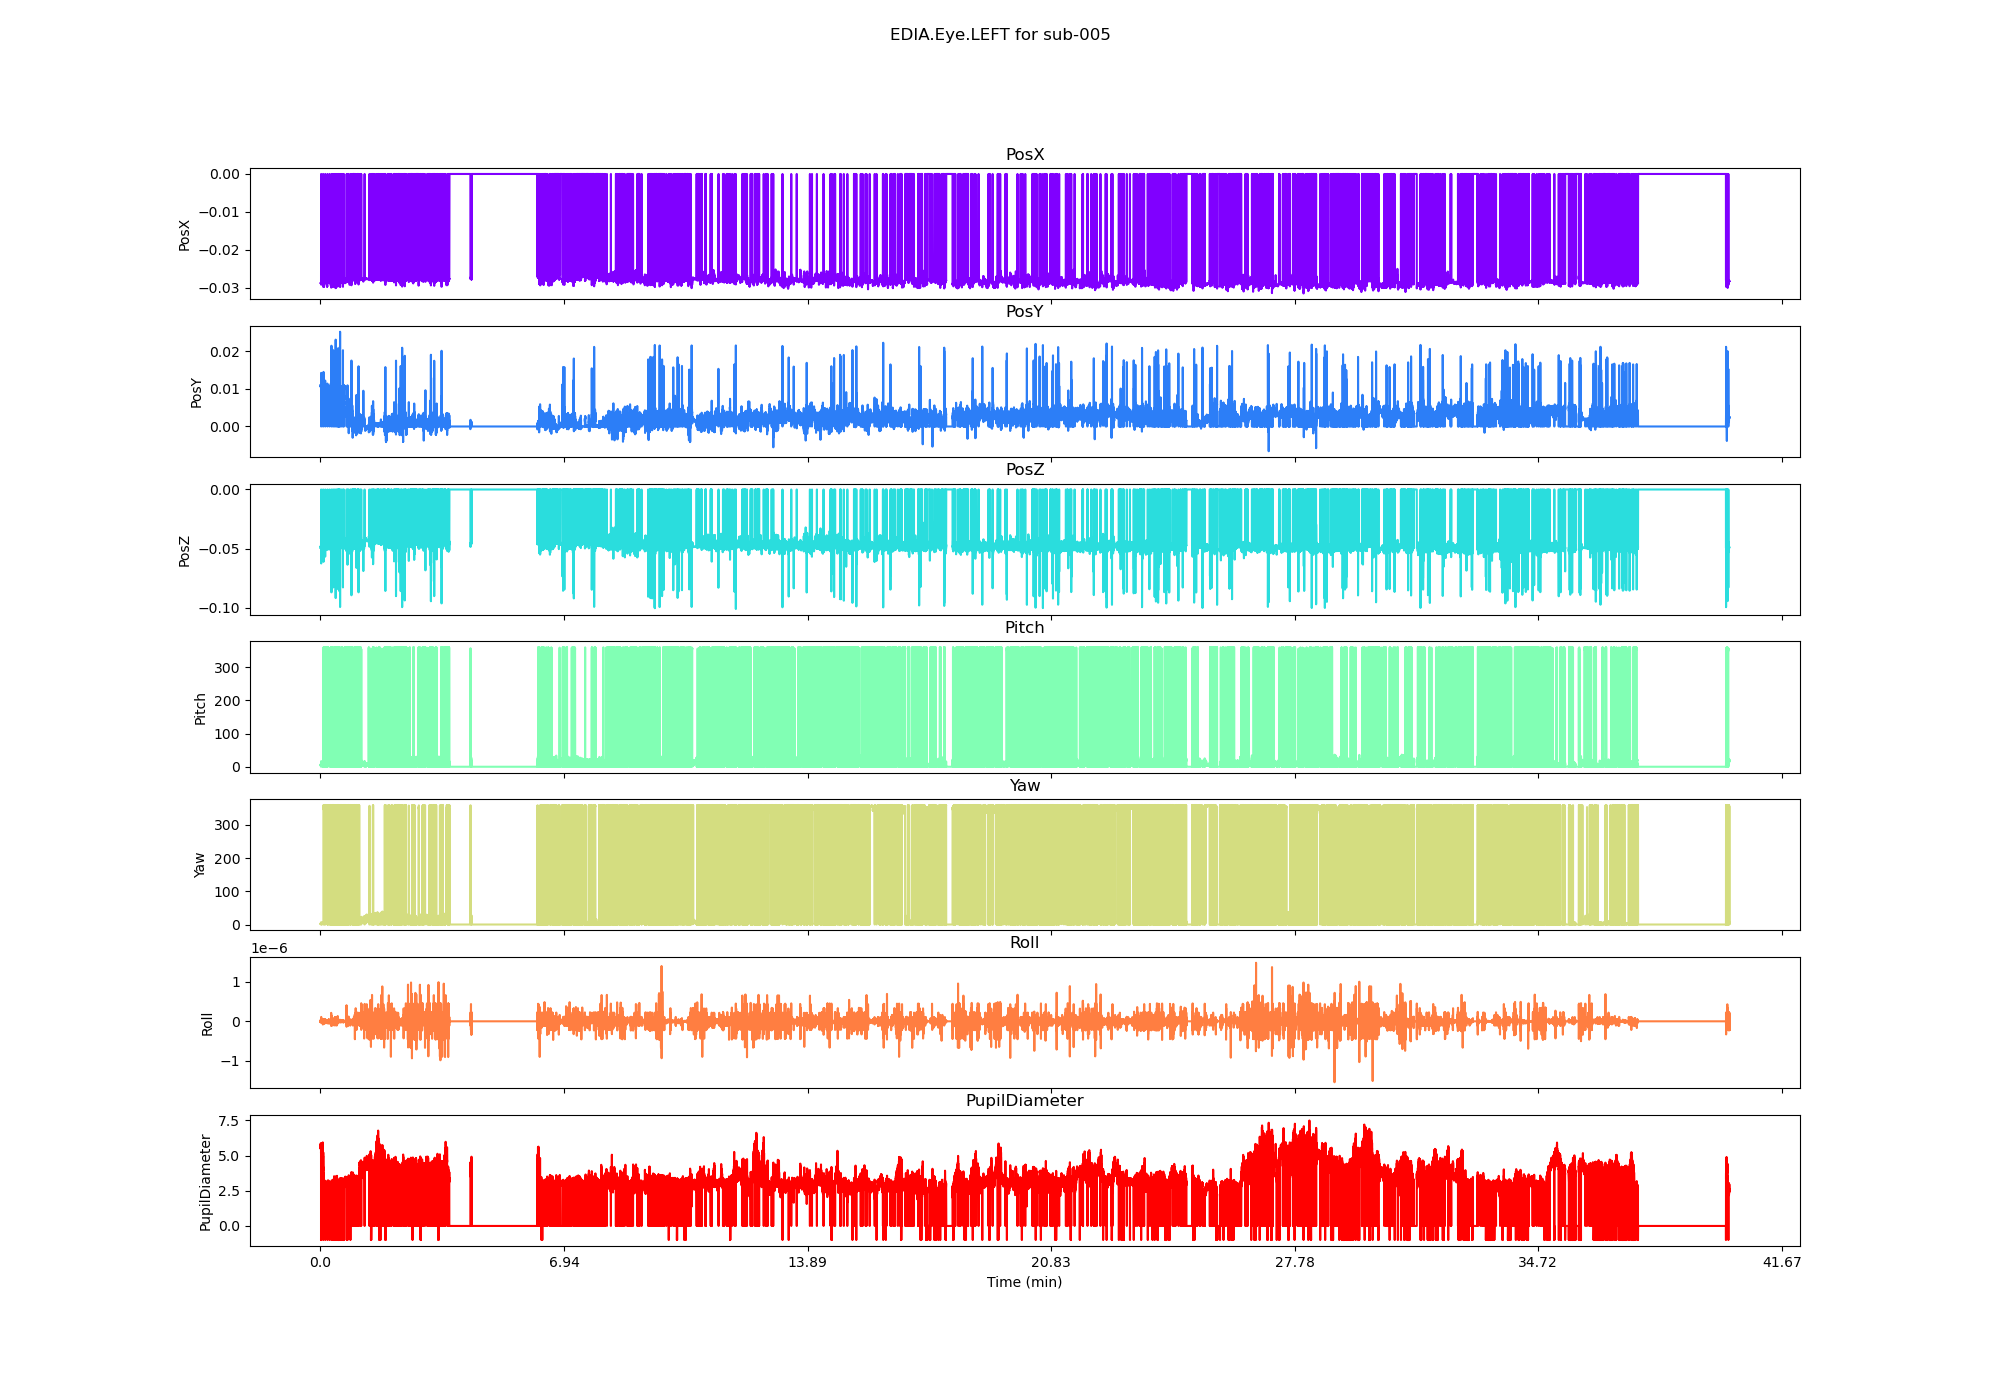 EDIA.Eye.LEFT for sub-005
PosX
0.00
−0.01
−0.02
−0.03
PosX
PosY
0.02
0.01
0.00
PosY
PosZ
0.00
−0.05
−0.10
PosZ
Pitch
300
200
100
0
Pitch
Yaw
300
200
100
0
Yaw
1e−6
Roll
1
0
−1
Roll
PupilDiameter
7.5
5.0
2.5
0.0
PupilDiameter
0.0 6.94 13.89 20.83 27.78 34.72 41.67
Time (min)